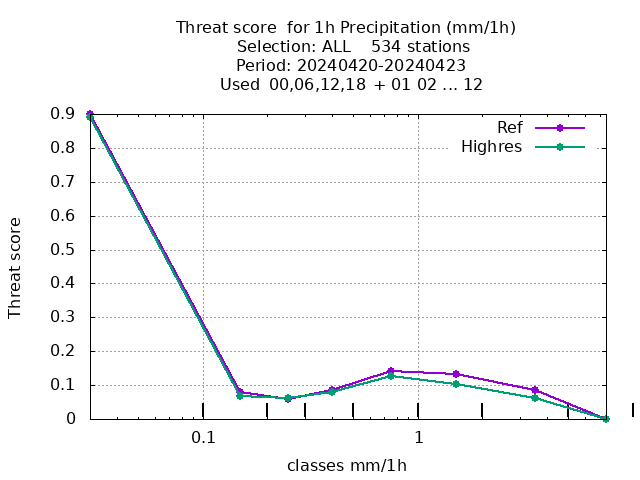 Threat score  for 1h Precipitation (mm/1h)
Selection: ALL    534 stations
Period: 20240420-20240423
Used  00,06,12,18  + 01 02 ... 12
Ref
Highres
0.9
0.8
0.7
0.6
0.5
0.4
0.3
0.2
0.1
0
Threat score
0.1
1
classes mm/1h